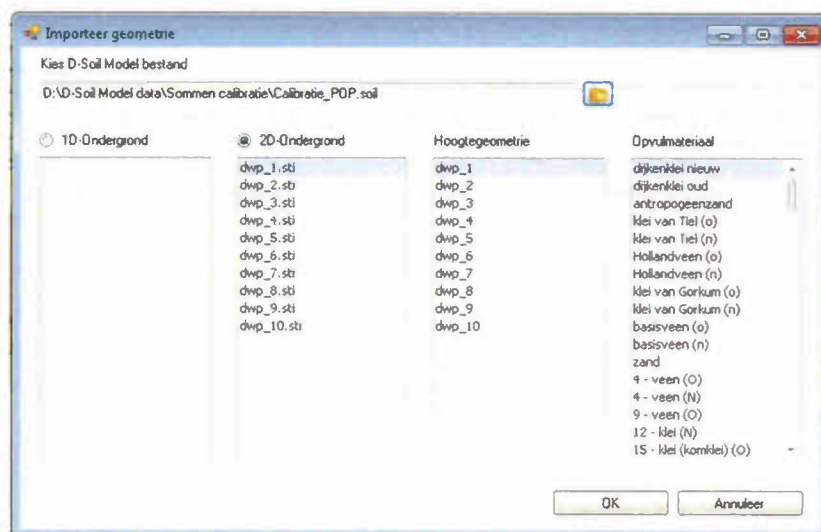 Importeer geometrie
Kies D-Soil Model bestand
D:\D-Soil Model data\Sommen calibratie\Calibratie_POP.soil
1D-Ondergrond
2D-Ondergrond
dwp_1.sti
dwp_2.sti
dwp_3.sti
dwp_4.sti
dwp_5.sti
dwp_6.sti
dwp_7.sti
dwp_8.sti
dwp_9.sti
dwp_10.sti
Hoogtegeometrie
dwp_1
dwp_2
dwp_3
dwp_4
dwp_5
dwp_6
dwp_7
dwp_8
dwp_9
dwp_10
Opvulmateriaal
dijkenklei nieuw
dijkenklei oud
antropogeenzand
klei van Tiel (o)
klei van Tiel (n)
Hollandveen (o)
Hollandveen (n)
klei van Gorkum (o)
klei van Gorkum (n)
basisveen (o)
basisveen (n)
zand
4 - veen (O)
4 - veen (N)
9 - veen (O)
12 - klei (N)
15 - klei (komklei) (O)
OK
Annuleer